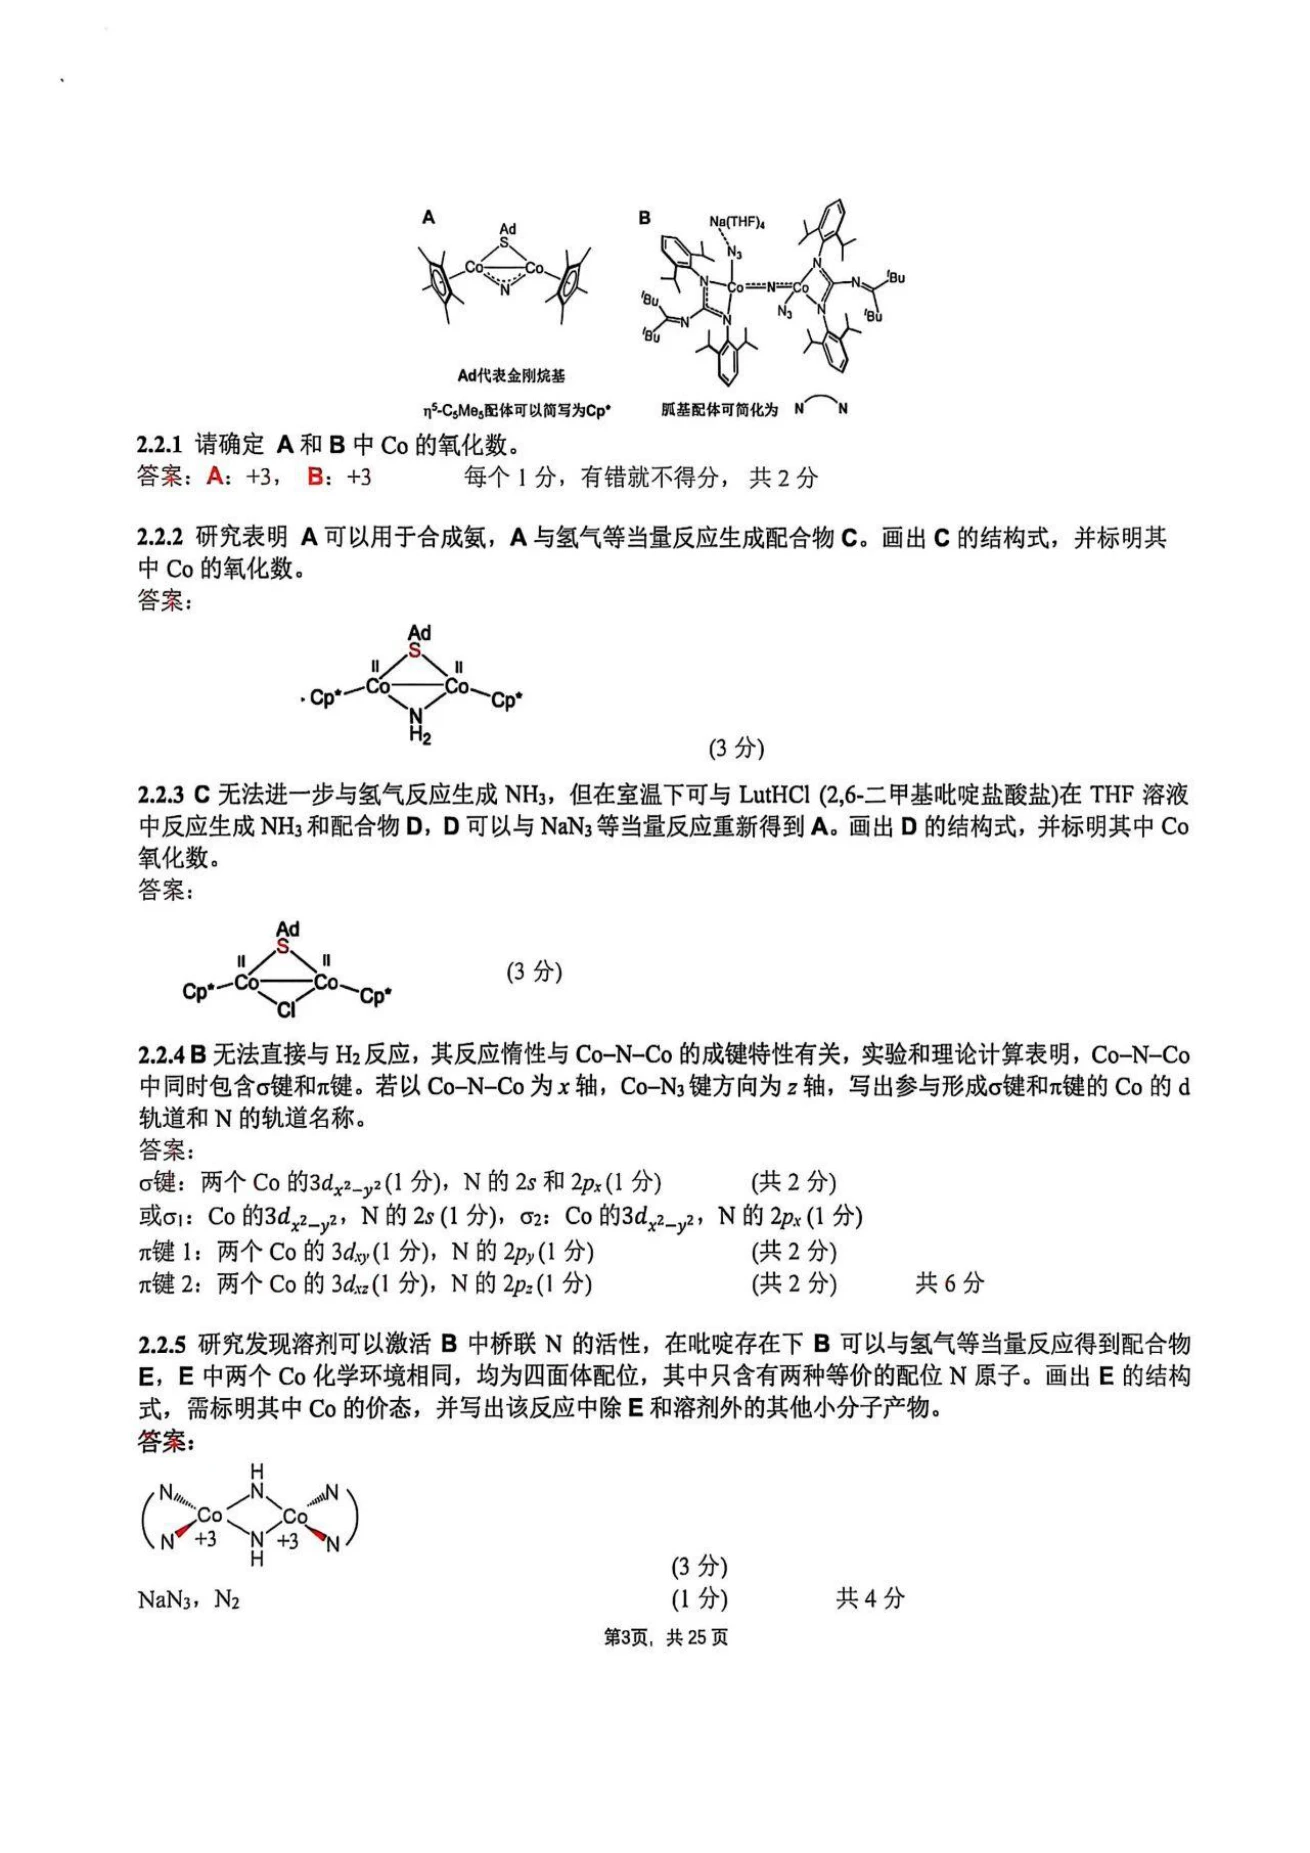 A
B
Ad
S
Co
Co
N
Na(THF)₄
N₃
N
Co
N
Co
N
N
N
N₃
N
N
ᵗBu
ᵗBu
ᵗBu
ᵗBu
Ad代表金刚烷基
η⁵-C₅Me₅配体可以简写为Cp*
胍基配体可简化为 N N
2.2.1 请确定 A 和 B 中 Co 的氧化数。
答案：A：+3， B：+3 每个 1 分，有错就不得分， 共 2 分
2.2.2 研究表明 A 可以用于合成氨，A 与氢气等当量反应生成配合物 C。画出 C 的结构式，并标明其
中 Co 的氧化数。
答案：
Ad
S
II II
Cp* Co Co Cp*
N
H₂
(3 分)
2.2.3 C 无法进一步与氢气反应生成 NH₃，但在室温下可与 LutHCl (2,6-二甲基吡啶盐酸盐)在 THF 溶液
中反应生成 NH₃ 和配合物 D，D 可以与 NaN₃ 等当量反应重新得到 A。画出 D 的结构式，并标明其中 Co
氧化数。
答案：
Ad
S
II II
Cp* Co Co Cp*
Cl
(3 分)
2.2.4 B 无法直接与 H₂ 反应，其反应惰性与 Co–N–Co 的成键特性有关，实验和理论计算表明，Co–N–Co
中同时包含σ键和π键。若以 Co–N–Co 为 x 轴，Co–N₃ 键方向为 z 轴，写出参与形成σ键和π键的 Co 的 d
轨道和 N 的轨道名称。
答案：
σ键：两个 Co 的3dₓ²₋ᵧ² (1 分)，N 的 2s 和 2pₓ (1 分) (共 2 分)
或σ₁：Co 的3dₓ²₋ᵧ²，N 的 2s (1 分)，σ₂：Co 的3dₓ²₋ᵧ²，N 的 2pₓ (1 分)
π键 1：两个 Co 的 3dxy (1 分)，N 的 2py (1 分) (共 2 分)
π键 2：两个 Co 的 3dxz (1 分)，N 的 2pz (1 分) (共 2 分) 共 6 分
2.2.5 研究发现溶剂可以激活 B 中桥联 N 的活性，在吡啶存在下 B 可以与氢气等当量反应得到配合物
E，E 中两个 Co 化学环境相同，均为四面体配位，其中只含有两种等价的配位 N 原子。画出 E 的结构
式，需标明其中 Co 的价态，并写出该反应中除 E 和溶剂外的其他小分子产物。
答案：
H
N N N
Co Co
N +3 N +3 N
H
(3 分)
NaN₃，N₂ (1 分) 共 4 分
第3页，共 25 页